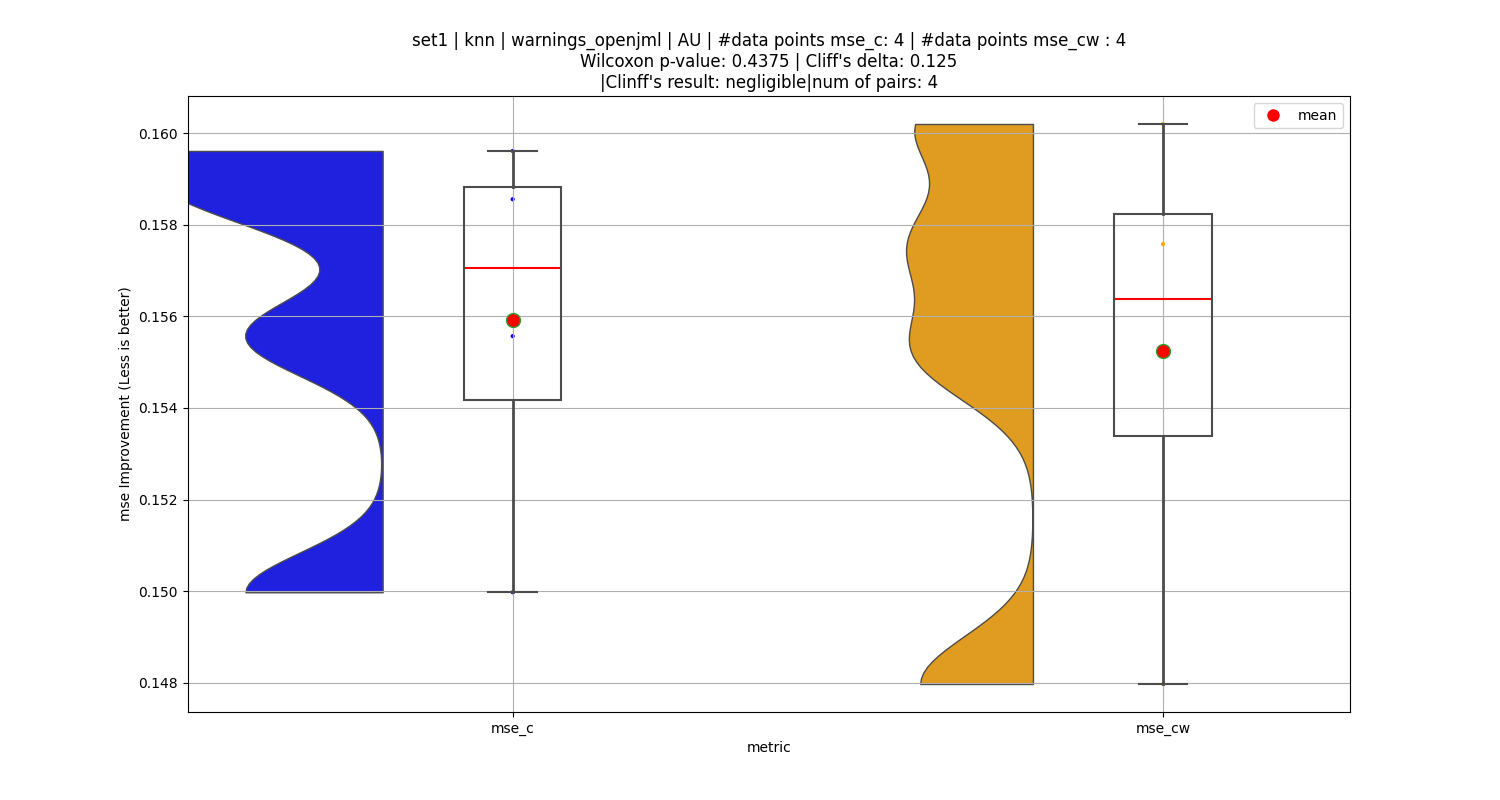 set1 | knn | warnings_openjml | AU | #data points mse_c: 4 | #data points mse_cw : 4
Wilcoxon p-value: 0.4375 | Cliff's delta: 0.125
|Clinff's result: negligible|num of pairs: 4
mean
0.160
0.158
0.156
0.154
0.152
0.150
0.148
mse Improvement (Less is better)
mse_c
mse_cw
metric